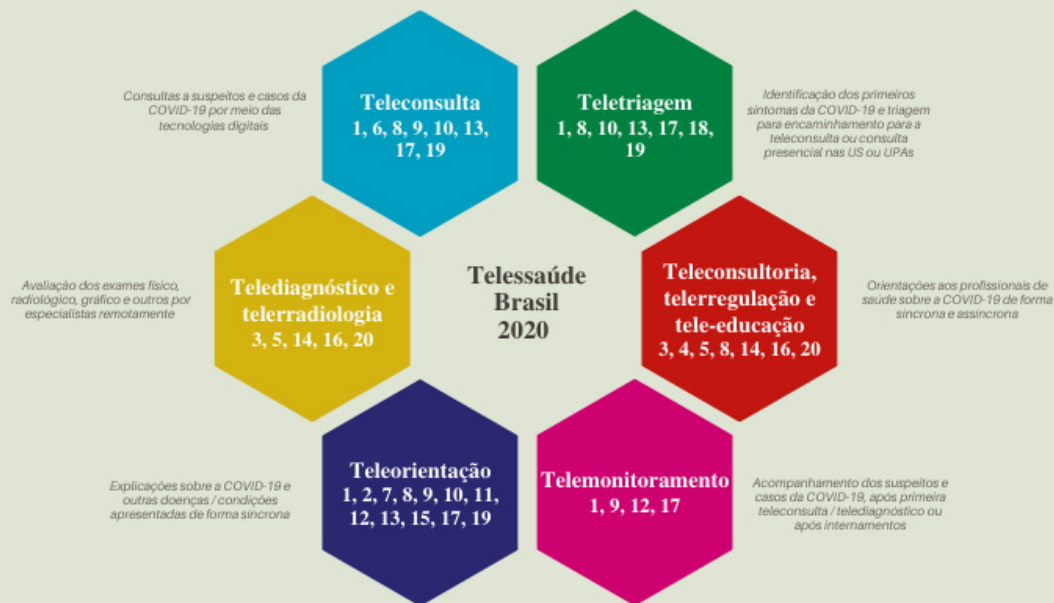 Consultas a suspeitos e casos da
COVID-19 por meio das
tecnologias digitais
Teleconsulta
1, 6, 8, 9, 10, 13,
17, 19
Teletriagem
1, 8, 10, 13, 17, 18,
19
Identificação dos primeiros
sintomas da COVID-19 e triagem
para encaminhamento para a
teleconsulta ou consulta
presencial nas US ou UPAs
Avaliação dos exames físico,
radiológico, gráfico e outros por
especialistas remotamente
Telediagnóstico e
telerradiologia
3, 5, 14, 16, 20
Telessaúde
Brasil
2020
Teleconsultoria,
telerregulação e
tele-educação
3, 4, 5, 8, 14, 16, 20
Orientações aos profissionais de
saúde sobre a COVID-19 de forma
síncrona e assíncrona
Explicações sobre a COVID-19 e
outras doenças / condições
apresentadas de forma síncrona
Teleorientação
1, 2, 7, 8, 9, 10, 11,
12, 13, 15, 17, 19
Telemonitoramento
1, 9, 12, 17
Acompanhamento dos suspeitos e
casos da COVID-19, após primeira
teleconsulta / telediagnóstico ou
após internamentos